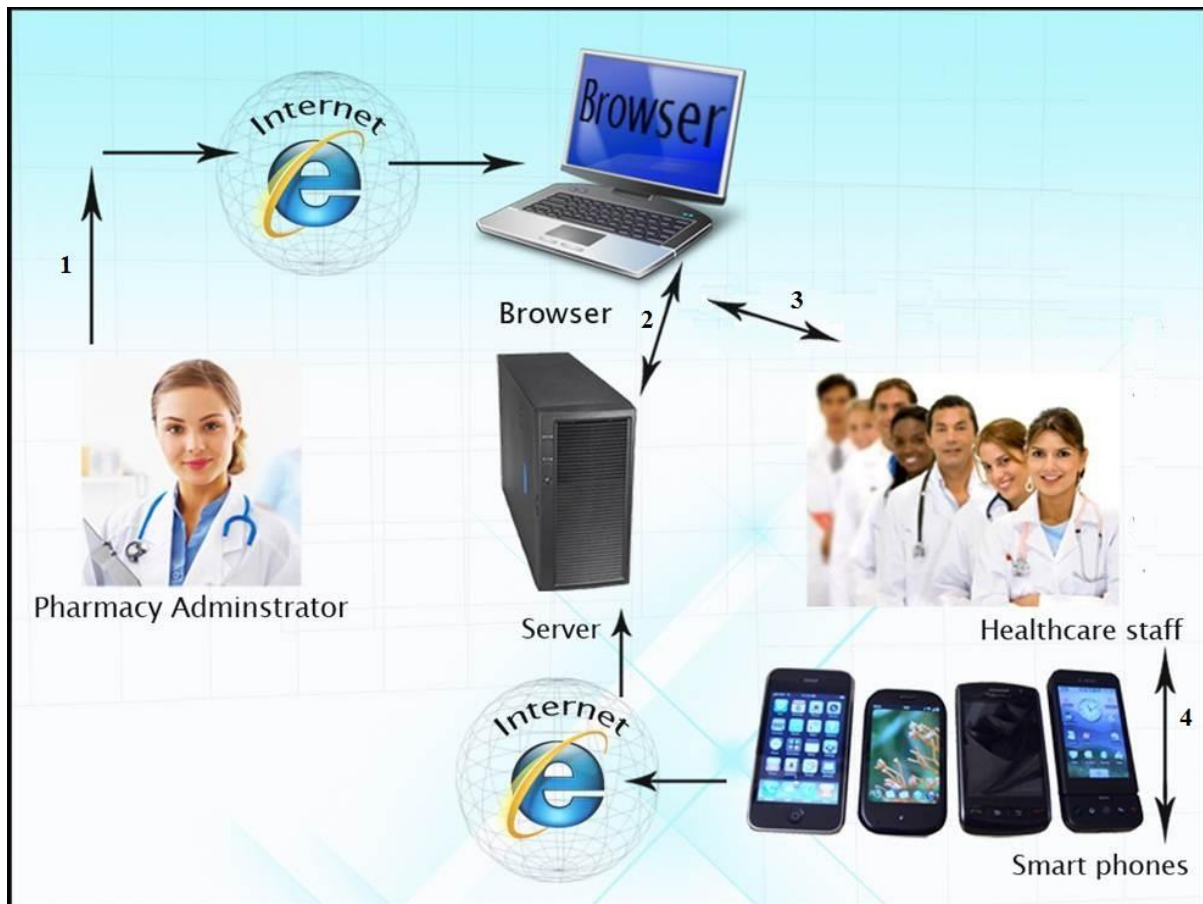 Internet
Browser
1
Browser
2
3
Pharmacy Adminstrator
Server
Healthcare staff
Internet
4
Smart phones